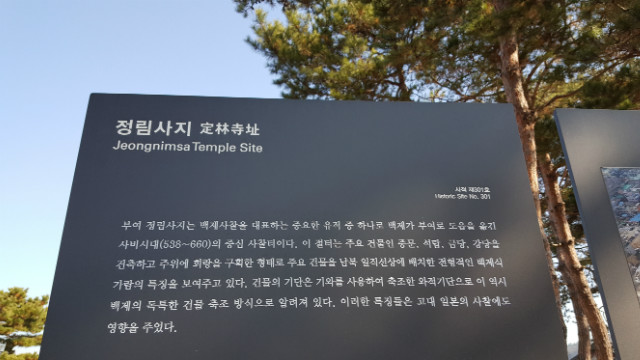 정림사지 定林寺址
Jeongnimsa Temple Site
사적 제301호
Historic Site No. 301
부여 정림사지는 백제사찰을 대표하는 중요한 유적 중 하나로 백제가 부여로 도읍을 옮긴
사비시대(538~660)의 중심 사찰터이다. 이 절터는 주요 건물인 중문, 석탑, 금당, 강당을
건축하고 주위에 회랑을 구획한 형태로 주요 건물을 남북 일직선상에 배치한 전형적인 백제식
가람의 특징을 보여주고 있다. 건물의 기단은 기와를 사용하여 축조한 와적기단으로 이 역시
백제의 독특한 건물 축조 방식으로 알려져 있다. 이러한 특징들은 고대 일본의 사찰에도
영향을 주었다.